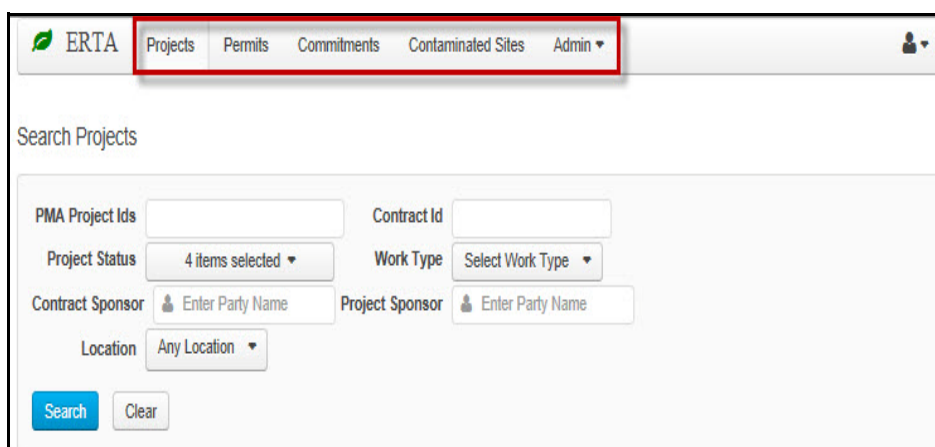 ERTA Projects Permits Commitments Contaminated Sites Admin
Search Projects
PMA Project Ids Contract Id
Project Status 4 items selected Work Type Select Work Type
Contract Sponsor Enter Party Name Project Sponsor Enter Party Name
Location Any Location
Search Clear